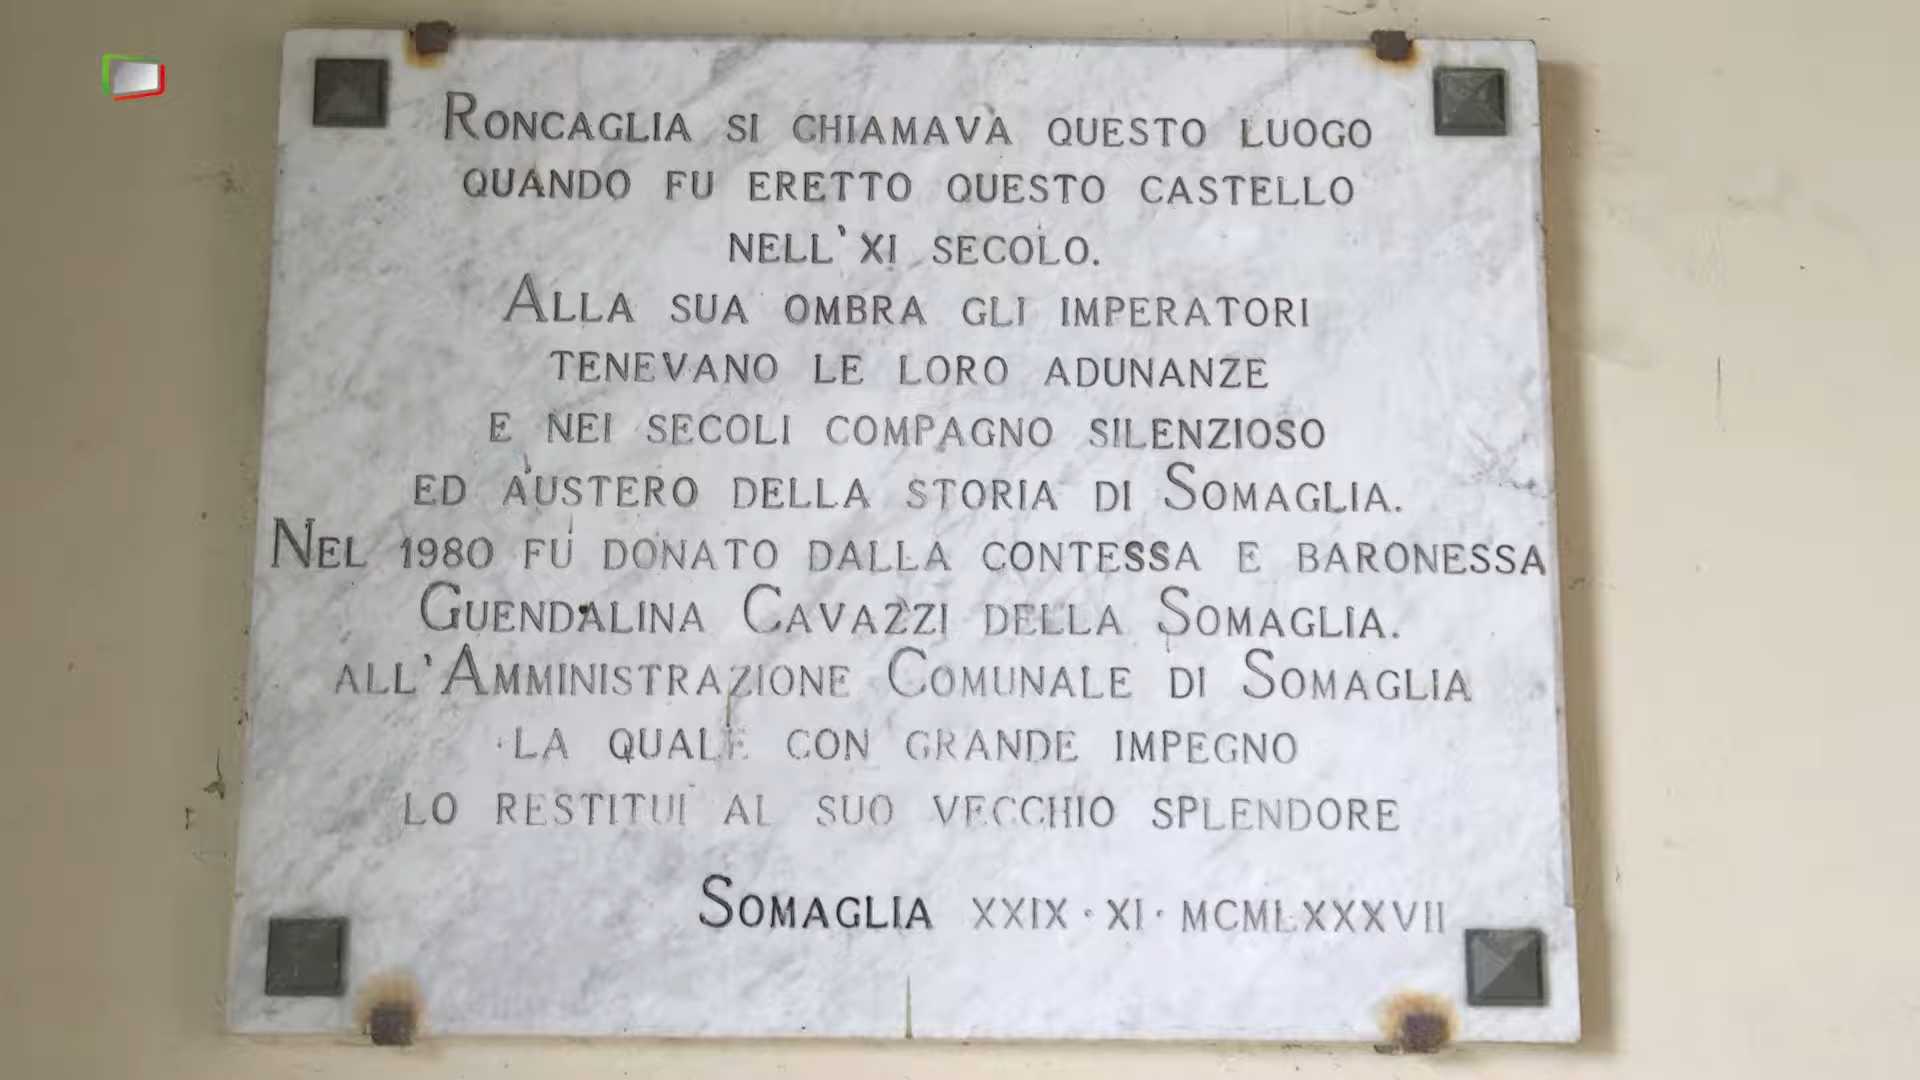 RONCAGLIA SI CHIAMAVA QUESTO LUOGO
QUANDO FU ERETTO QUESTO CASTELLO
NELL'XI SECOLO.
ALLA SUA OMBRA GLI IMPERATORI
TENEVANO LE LORO ADUNANZE
E NEI SECOLI COMPAGNO SILENZIOSO
ED AUSTERO DELLA STORIA DI SOMAGLIA.
NEL 1980 FU DONATO DALLA CONTESSA E BARONESSA
GUENDALINA CAVAZZI DELLA SOMAGLIA.
ALL'AMMINISTRAZIONE COMUNALE DI SOMAGLIA
LA QUALE CON GRANDE IMPEGNO
LO RESTITUÌ AL SUO VECCHIO SPLENDORE
SOMAGLIA XXIX·XI·MCMLXXXVII